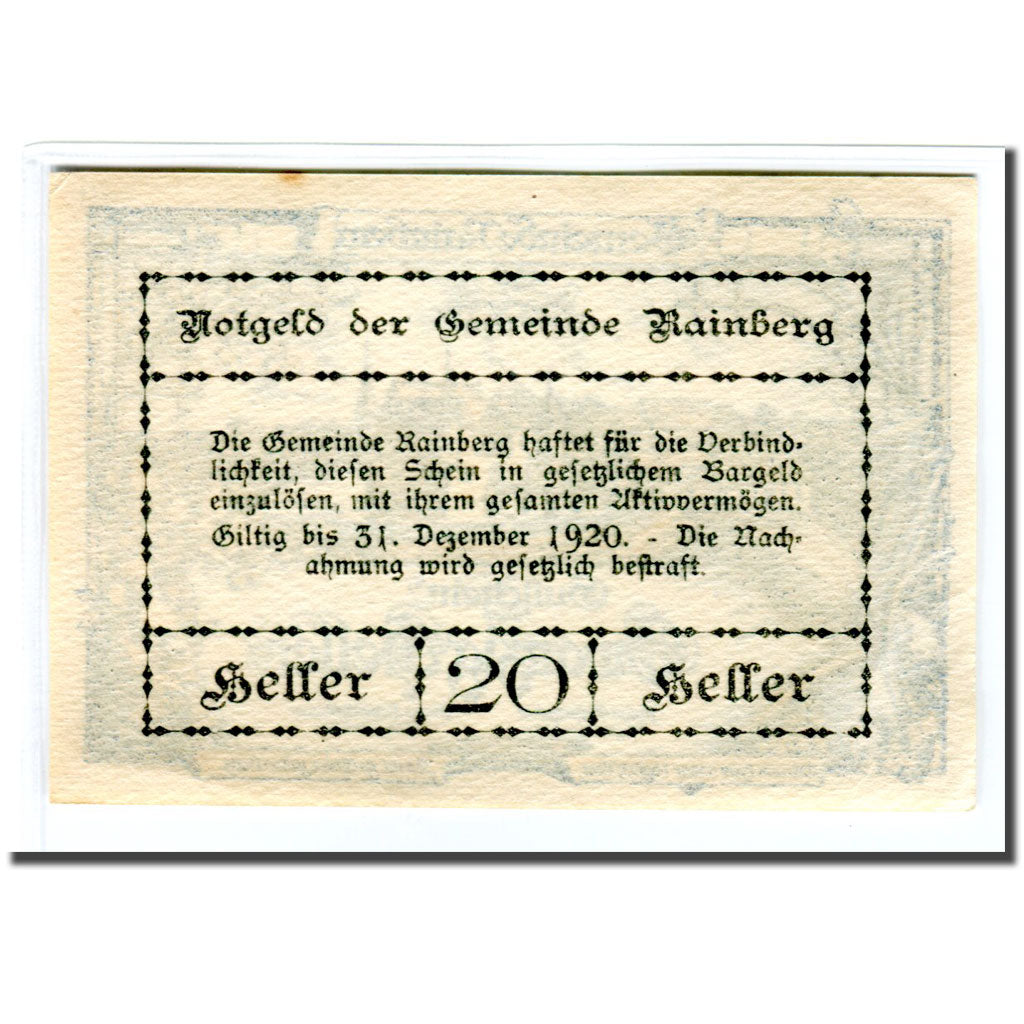 Notgeld der Gemeinde Rainberg
Die Gemeinde Rainberg haftet für die Verbind-
lichkeit, diesen Schein in gesetzlichem Bargeld
einzulösen, mit ihrem gesamten Aktivvermögen.
Giltig bis 31. Dezember 1920. - Die Nach-
ahmung wird gesetzlich bestraft.
Heller 20 Heller